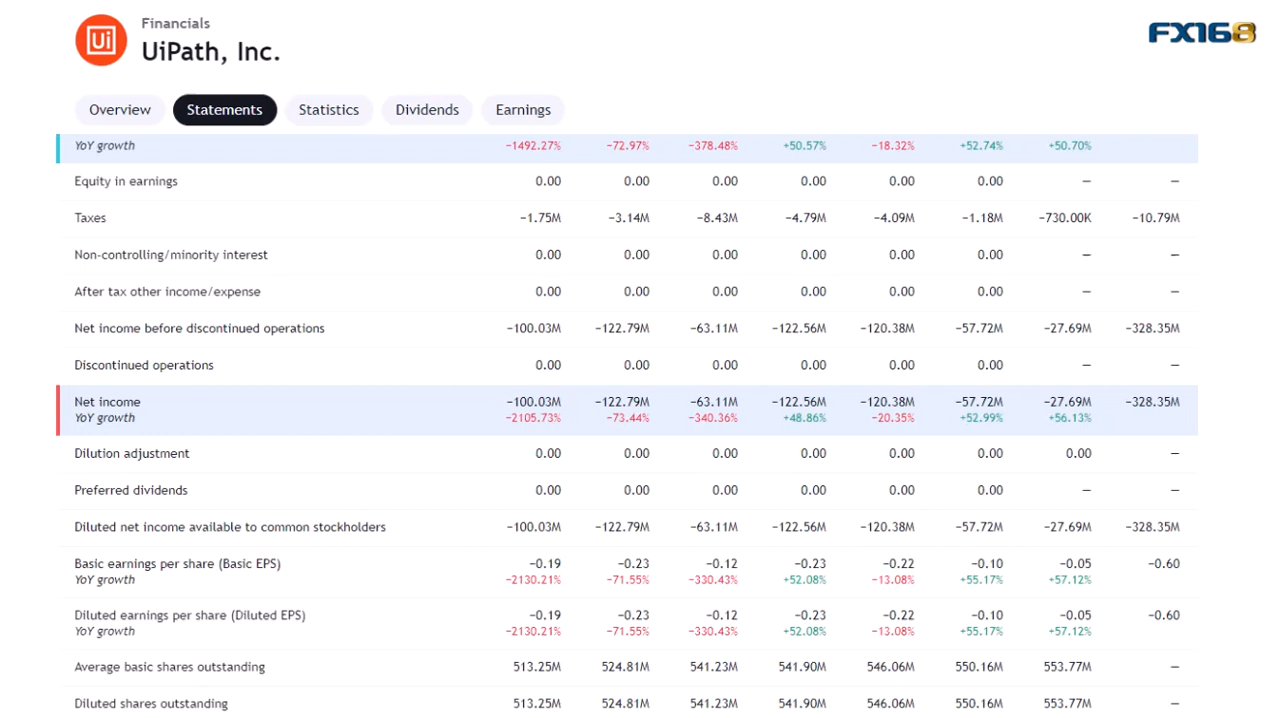 Financials
UiPath, Inc.
FX168
Overview Statements Statistics Dividends Earnings
YoY growth −1492.27% −72.97% −378.48% +50.57% −18.32% +52.74% +50.70%
Equity in earnings 0.00 0.00 0.00 0.00 0.00 0.00 — —
Taxes −1.75M −3.14M −8.43M −4.79M −4.09M −1.18M −730.00K −10.79M
Non-controlling/minority interest 0.00 0.00 0.00 0.00 0.00 0.00 — —
After tax other income/expense 0.00 0.00 0.00 0.00 0.00 0.00 — —
Net income before discontinued operations −100.03M −122.79M −63.11M −122.56M −120.38M −57.72M −27.69M −328.35M
Discontinued operations 0.00 0.00 0.00 0.00 0.00 0.00 — —
Net income −100.03M −122.79M −63.11M −122.56M −120.38M −57.72M −27.69M −328.35M
YoY growth −2105.73% −73.44% −340.36% +48.86% −20.35% +52.99% +56.13%
Dilution adjustment 0.00 0.00 0.00 0.00 0.00 0.00 0.00 —
Preferred dividends 0.00 0.00 0.00 0.00 0.00 0.00 — —
Diluted net income available to common stockholders −100.03M −122.79M −63.11M −122.56M −120.38M −57.72M −27.69M −328.35M
Basic earnings per share (Basic EPS) −0.19 −0.23 −0.12 −0.23 −0.22 −0.10 −0.05 −0.60
YoY growth −2130.21% −71.55% −330.43% +52.08% −13.08% +55.17% +57.12%
Diluted earnings per share (Diluted EPS) −0.19 −0.23 −0.12 −0.23 −0.22 −0.10 −0.05 −0.60
YoY growth −2130.21% −71.55% −330.43% +52.08% −13.08% +55.17% +57.12%
Average basic shares outstanding 513.25M 524.81M 541.23M 541.90M 546.06M 550.16M 553.77M —
Diluted shares outstanding 513.25M 524.81M 541.23M 541.90M 546.06M 550.16M 553.77M —